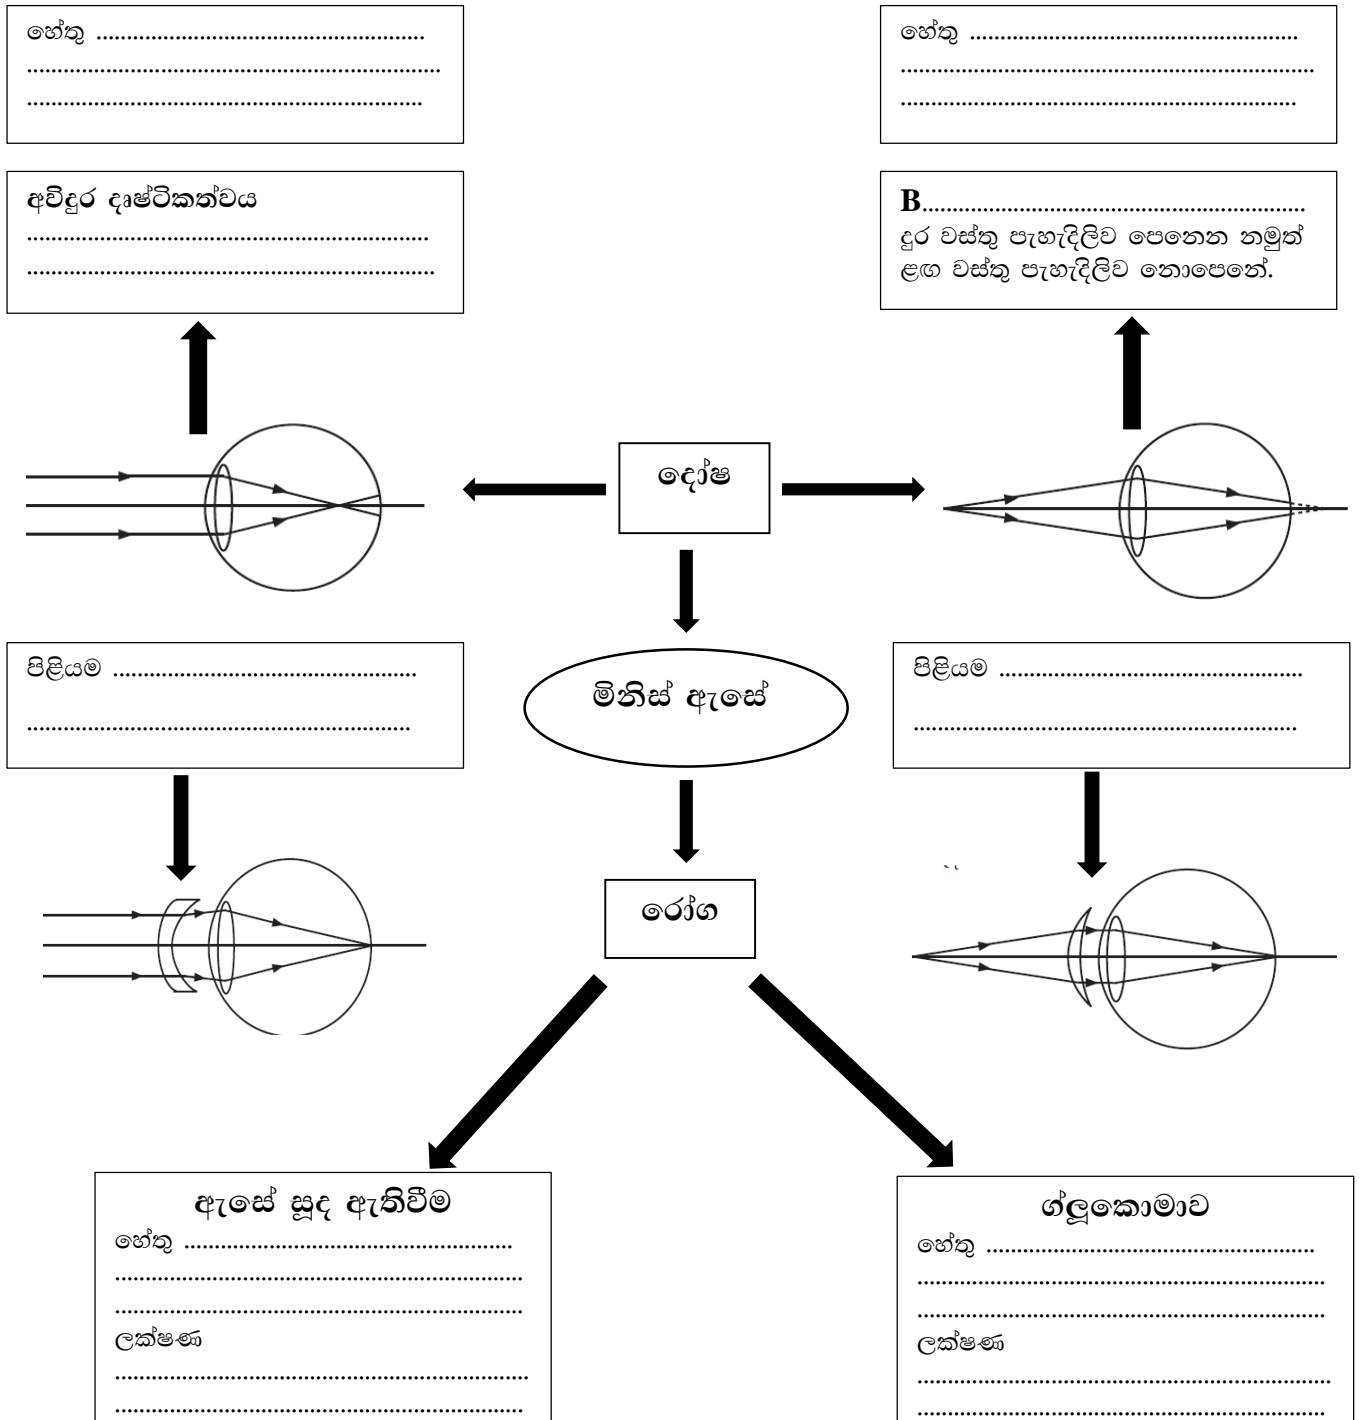 හේතු ......................................................
....................................................................
.................................................................
හේතු ......................................................
....................................................................
.................................................................
අවිදුර දෘෂ්ටිකත්වය
..................................................................
...................................................................
B...............................................................
දුර වස්තු පැහැදිලිව පෙනෙන නමුත්
ළඟ වස්තු පැහැදිලිව නොපෙනේ.
දෝෂ
පිළියම ..................................................
...............................................................
මිනිස් ඇසේ
පිළියම ..................................................
...............................................................
රෝග
ඇසේ සූද ඇතිවීම
හේතු ......................................................
...................................................................
...................................................................
ලක්ෂණ
....................................................................
...................................................................
ග්ලූකොමාව
හේතු ......................................................
...................................................................
...................................................................
ලක්ෂණ
....................................................................
...................................................................